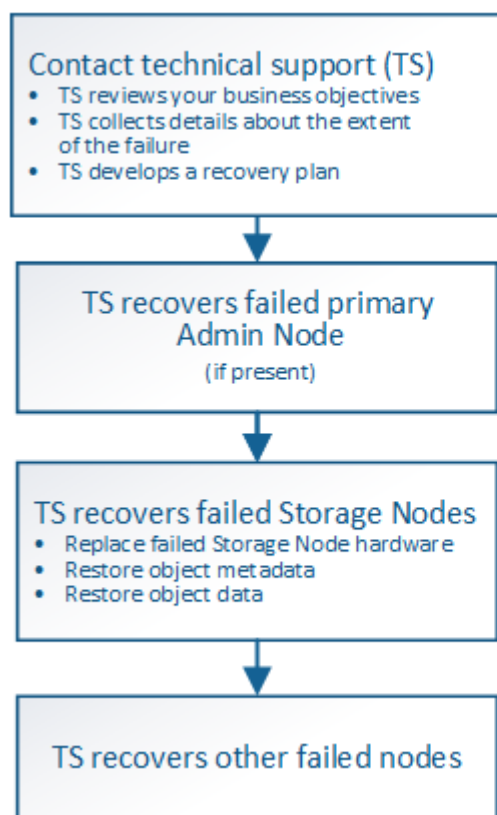 Contact technical support (TS)
• TS reviews your business objectives
• TS collects details about the extent
of the failure
• TS develops a recovery plan
TS recovers failed primary
Admin Node
(if present)
TS recovers failed Storage Nodes
• Replace failed Storage Node hardware
• Restore object metadata
• Restore object data
TS recovers other failed nodes